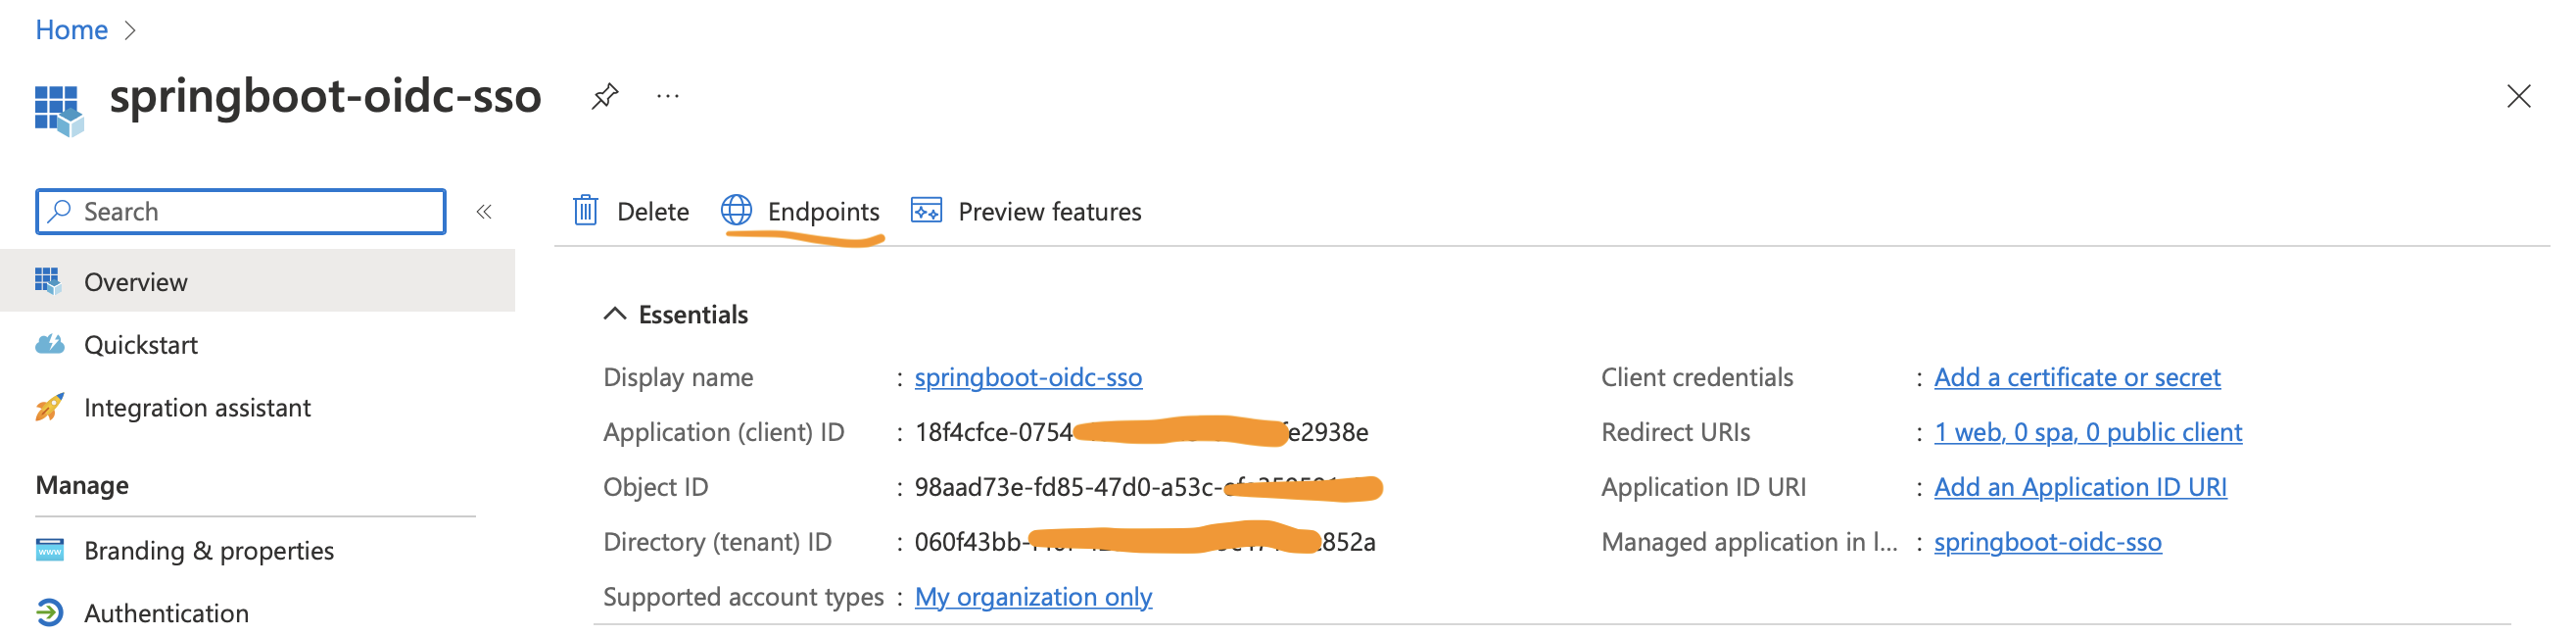 Home
springboot-oidc-sso
Search
Delete
Endpoints
Preview features
Overview
Quickstart
Integration assistant
Manage
Branding & properties
Authentication
Essentials
Display name : springboot-oidc-sso
Application (client) ID : 18f4cfce-0754 e2938e
Object ID : 98aad73e-fd85-47d0-a53c-
Directory (tenant) ID : 060f43bb- 852a
Supported account types : My organization only
Client credentials : Add a certificate or secret
Redirect URIs : 1 web, 0 spa, 0 public client
Application ID URI : Add an Application ID URI
Managed application in l... : springboot-oidc-sso